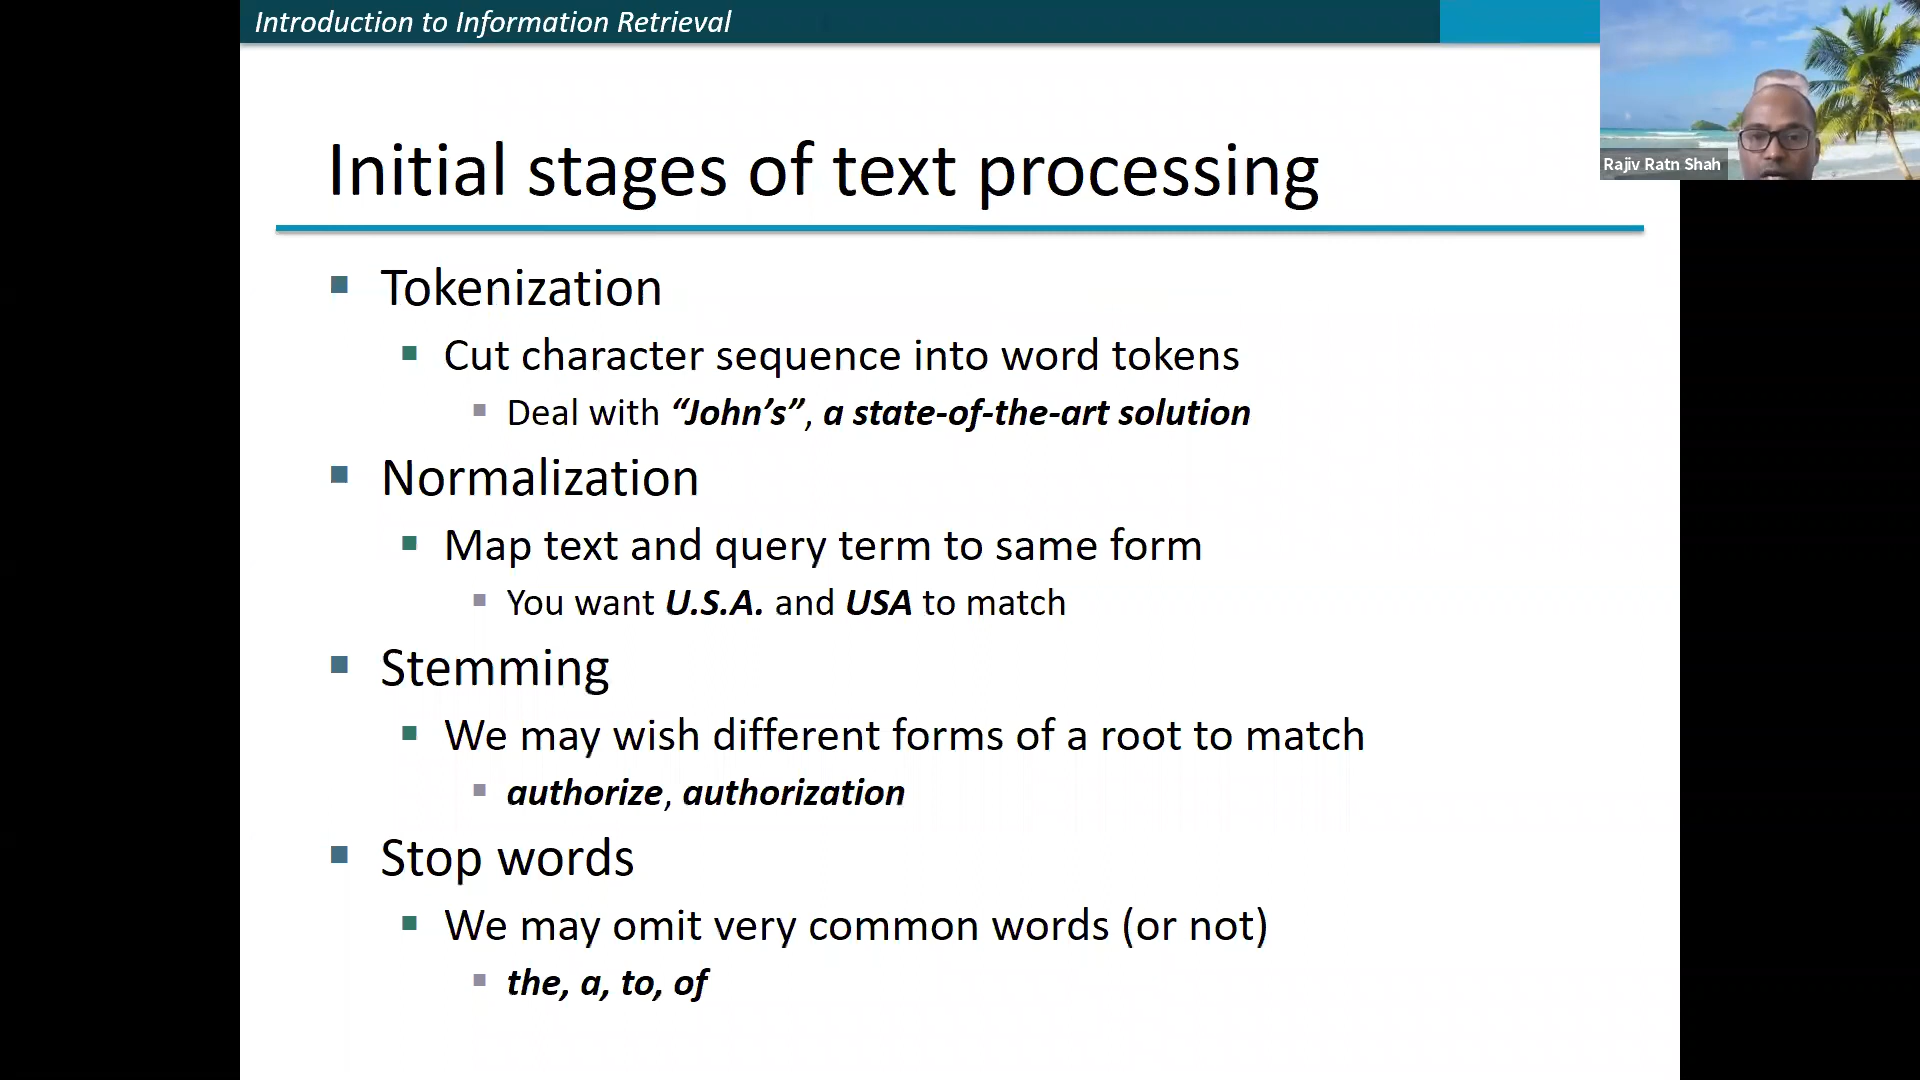 Introduction to Information Retrieval
Rajiv Ratn Shah
Initial stages of text processing
Tokenization
Cut character sequence into word tokens
Deal with “John’s”, a state-of-the-art solution
Normalization
Map text and query term to same form
You want U.S.A. and USA to match
Stemming
We may wish different forms of a root to match
authorize, authorization
Stop words
We may omit very common words (or not)
the, a, to, of